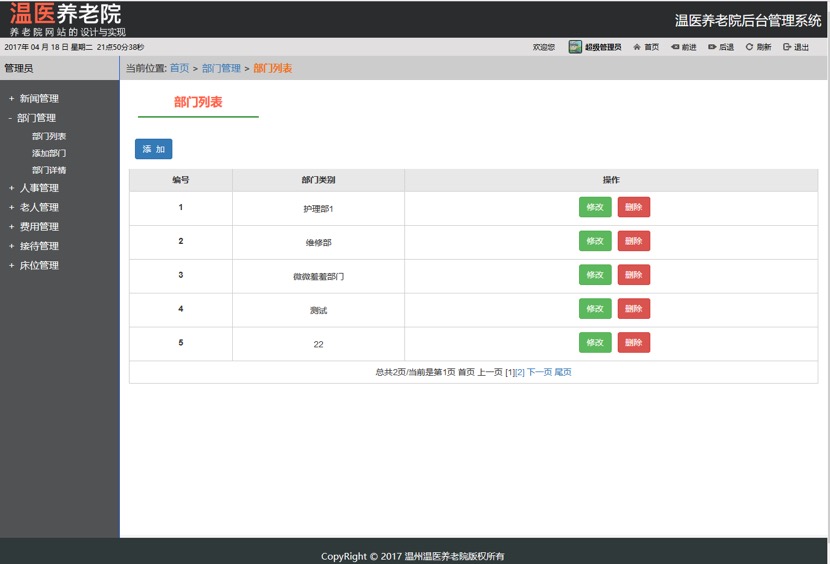 温医养老院
养老院网站的设计与实现
温医养老院后台管理系统
2017年 04 月 18 日 星期二 21点50分38秒
欢迎您 超级管理员 首页 前进 后退 刷新 退出
管理员
当前位置: 首页 > 部门管理 > 部门列表
+ 新闻管理
- 部门管理
部门列表
添加部门
部门详情
+ 人事管理
+ 老人管理
+ 费用管理
+ 接待管理
+ 床位管理
部门列表
添 加
编号 部门类别 操作
1 护理部1 修改 删除
2 维修部 修改 删除
3 微微羞羞部门 修改 删除
4 测试 修改 删除
5 22 修改 删除
总共2页/当前是第1页 首页 上一页 [1][2] 下一页 尾页
CopyRight © 2017 温州温医养老院版权所有